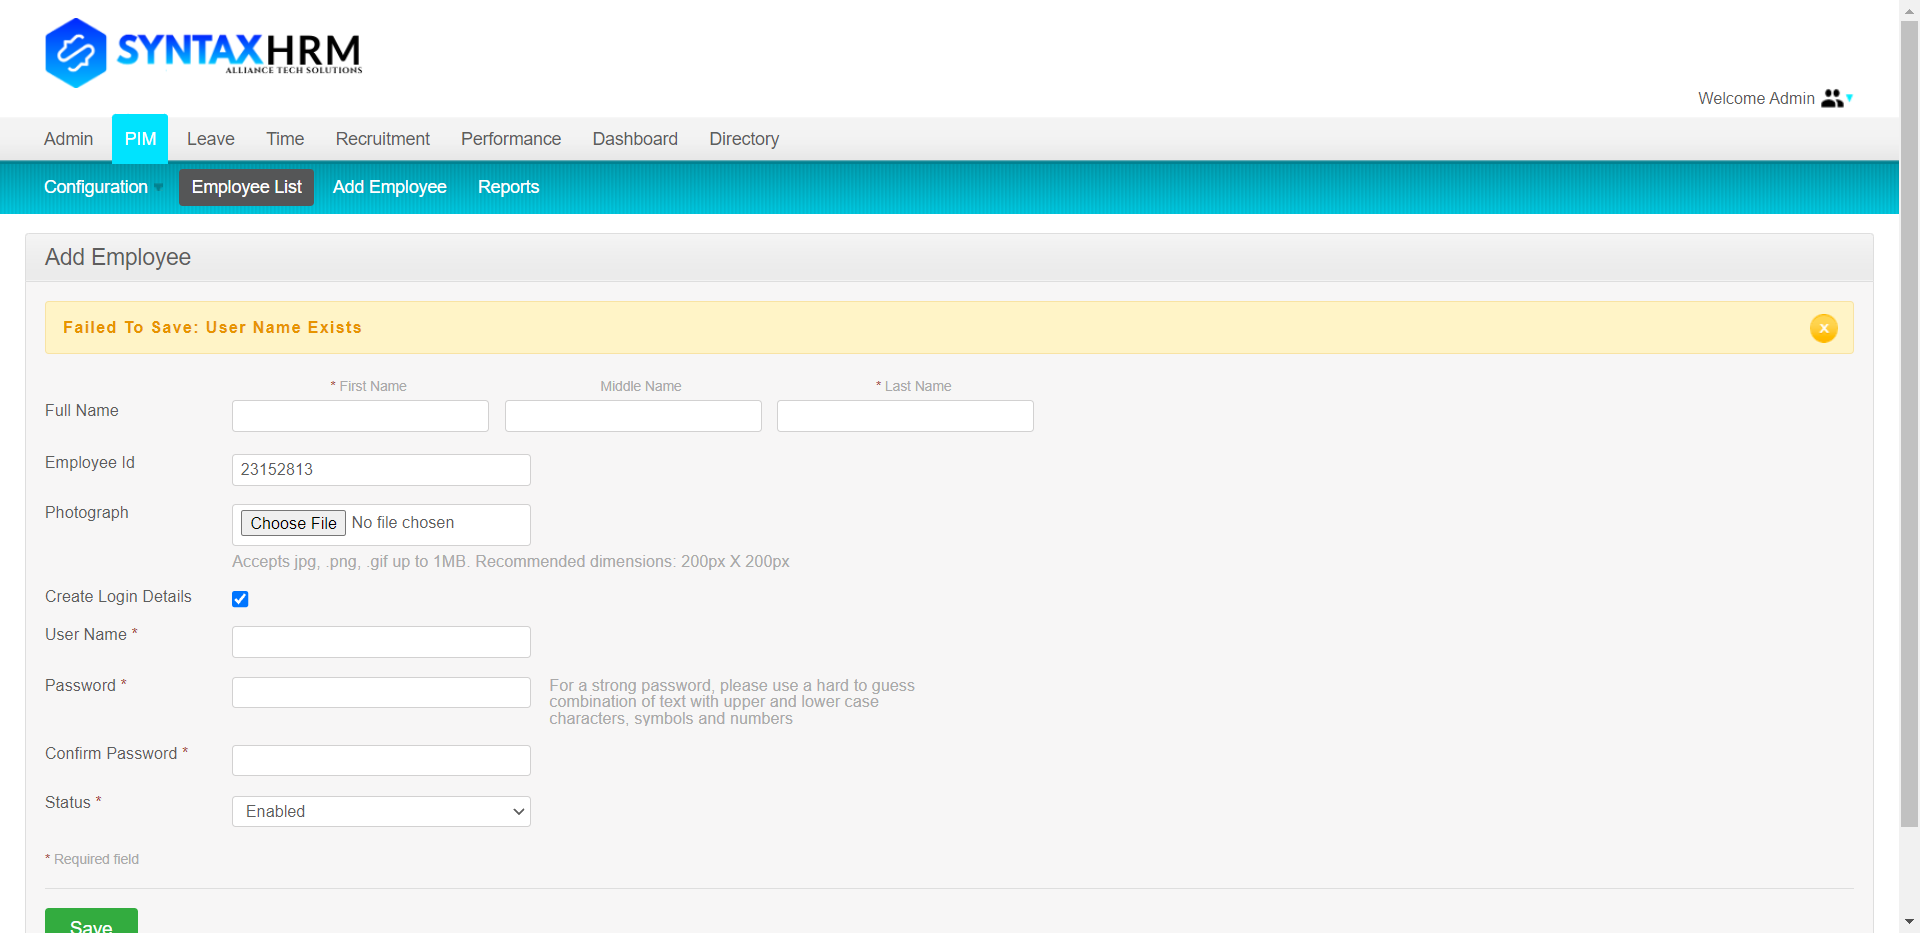 SYNTAXHRM
ALLIANCE TECH SOLUTIONS
Welcome Admin
Admin PIM Leave Time Recruitment Performance Dashboard Directory
Configuration Employee List Add Employee Reports
Add Employee
Failed To Save: User Name Exists
x
* First Name Middle Name * Last Name
Full Name
Employee Id 23152813
Photograph Choose File No file chosen
Accepts jpg, .png, .gif up to 1MB. Recommended dimensions: 200px X 200px
Create Login Details
User Name *
Password * For a strong password, please use a hard to guess
combination of text with upper and lower case
characters, symbols and numbers
Confirm Password *
Status * Enabled
* Required field
Save